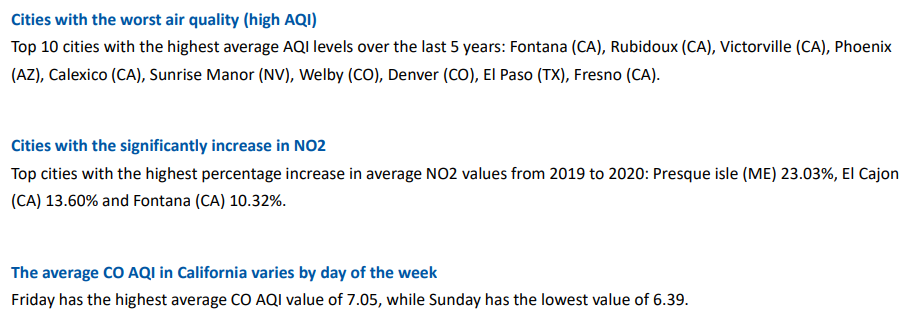 Cities with the worst air quality (high AQI)
Top 10 cities with the highest average AQI levels over the last 5 years: Fontana (CA), Rubidoux (CA), Victorville (CA), Phoenix
(AZ), Calexico (CA), Sunrise Manor (NV), Welby (CO), Denver (CO), El Paso (TX), Fresno (CA).
Cities with the significantly increase in NO2
Top cities with the highest percentage increase in average NO2 values from 2019 to 2020: Presque isle (ME) 23.03%, El Cajon
(CA) 13.60% and Fontana (CA) 10.32%.
The average CO AQI in California varies by day of the week
Friday has the highest average CO AQI value of 7.05, while Sunday has the lowest value of 6.39.